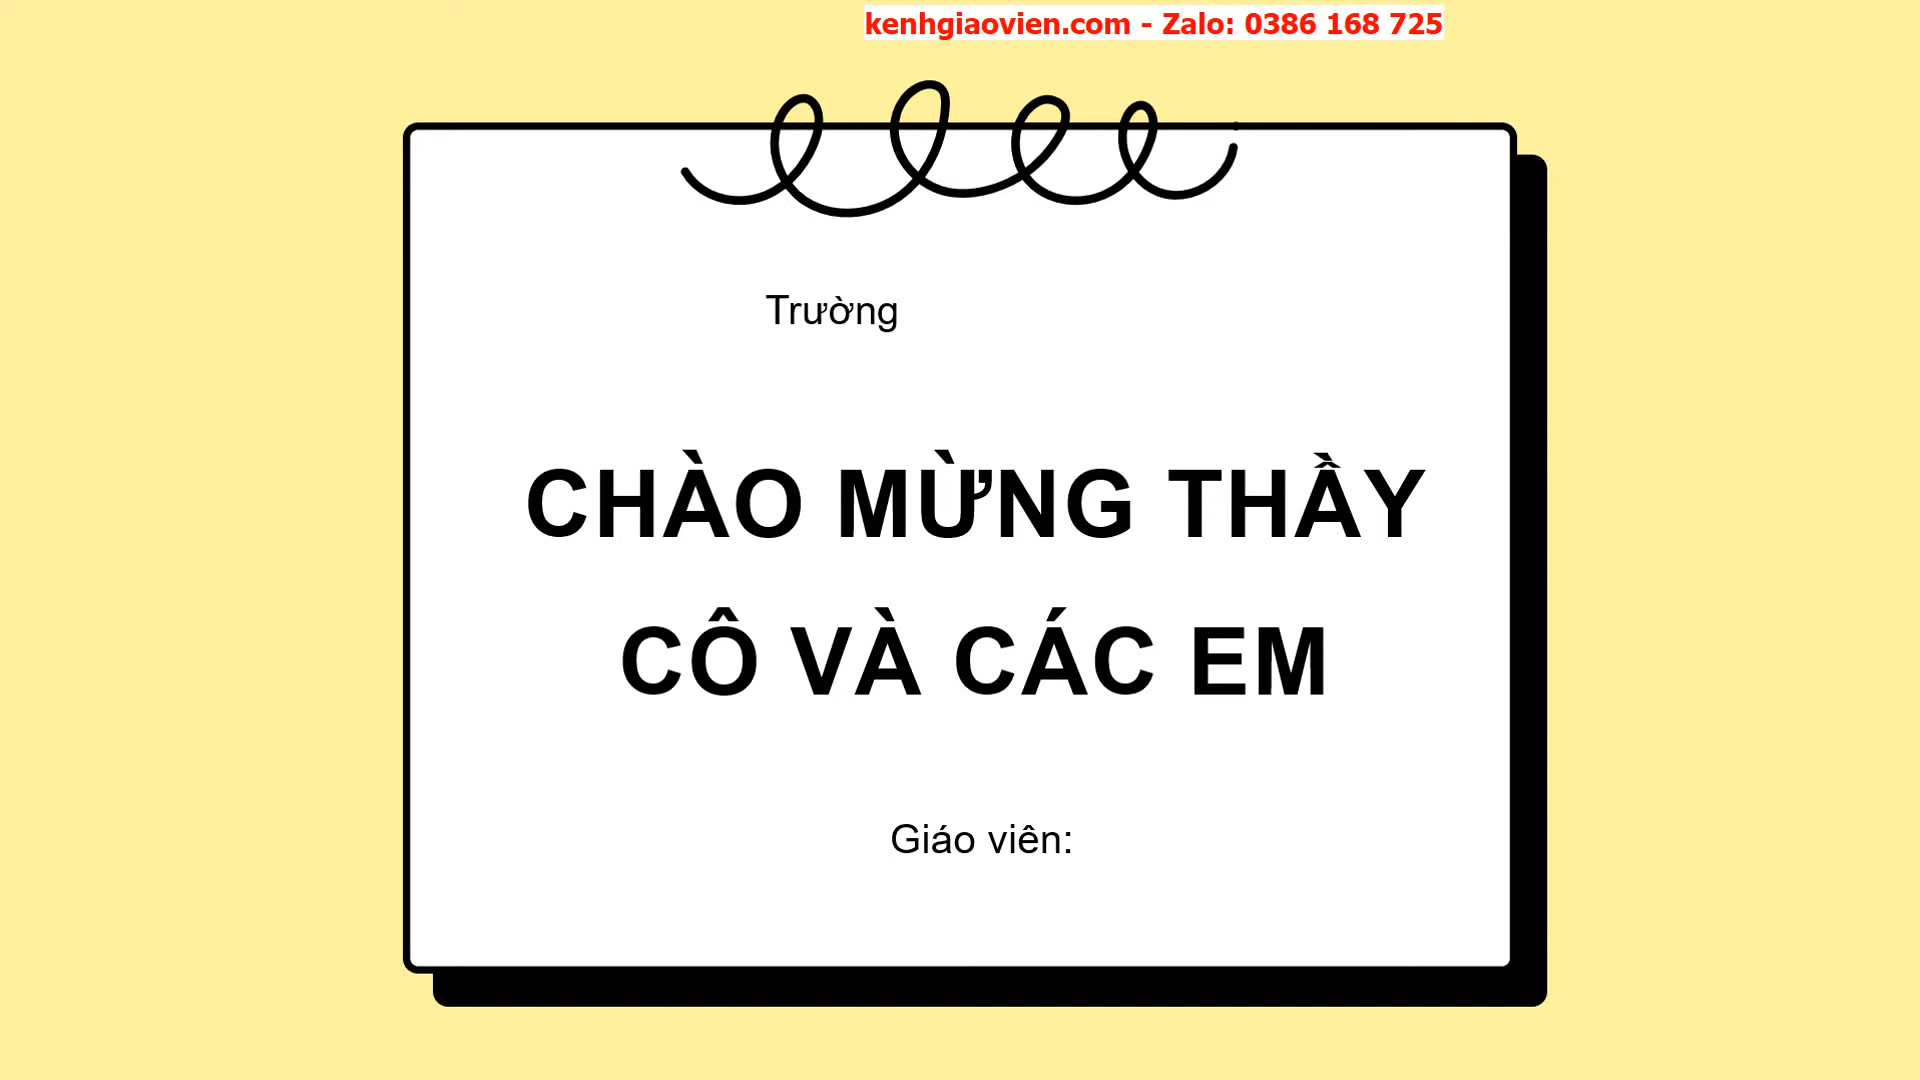 kenhgiaovien.com - Zalo: 0386 168 725
Trường
CHÀO MỪNG THẦY
CÔ VÀ CÁC EM
Giáo viên: